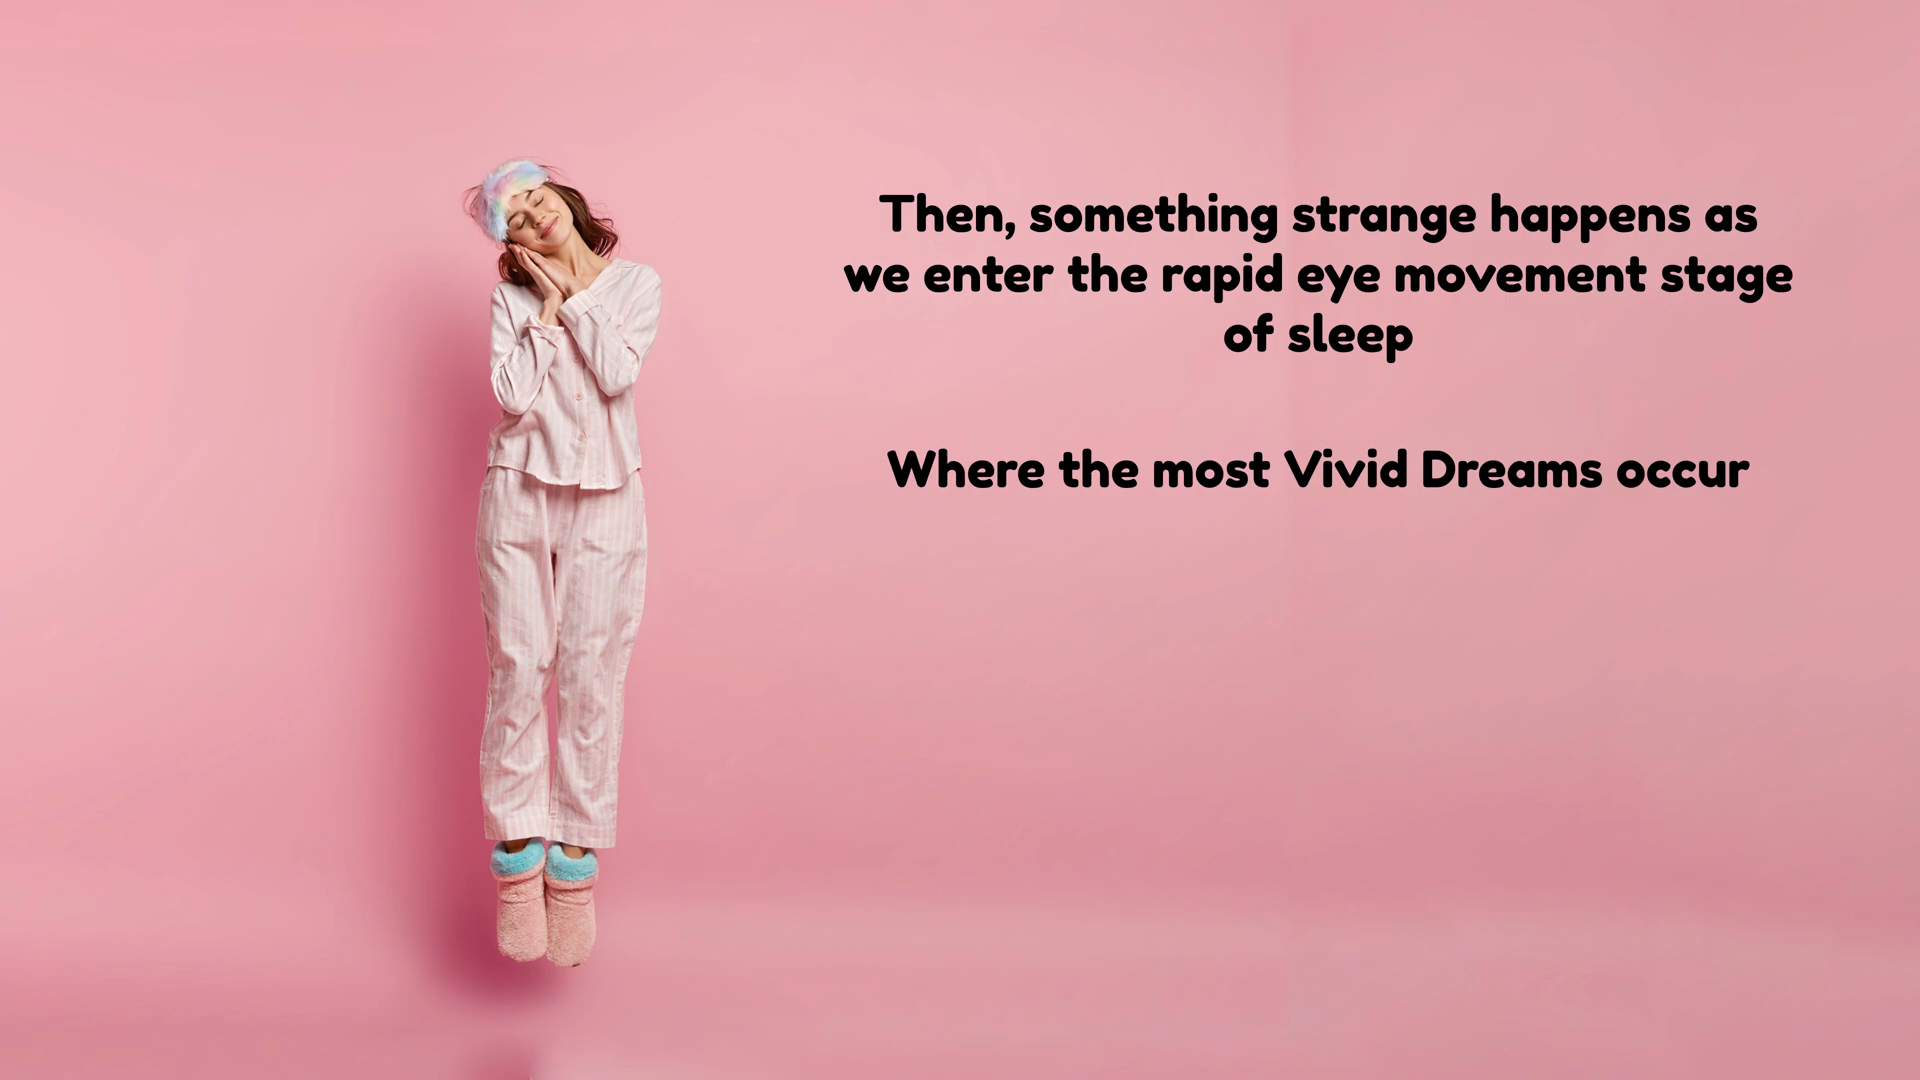 Then, something strange happens as
we enter the rapid eye movement stage
of sleep
Where the most Vivid Dreams occur